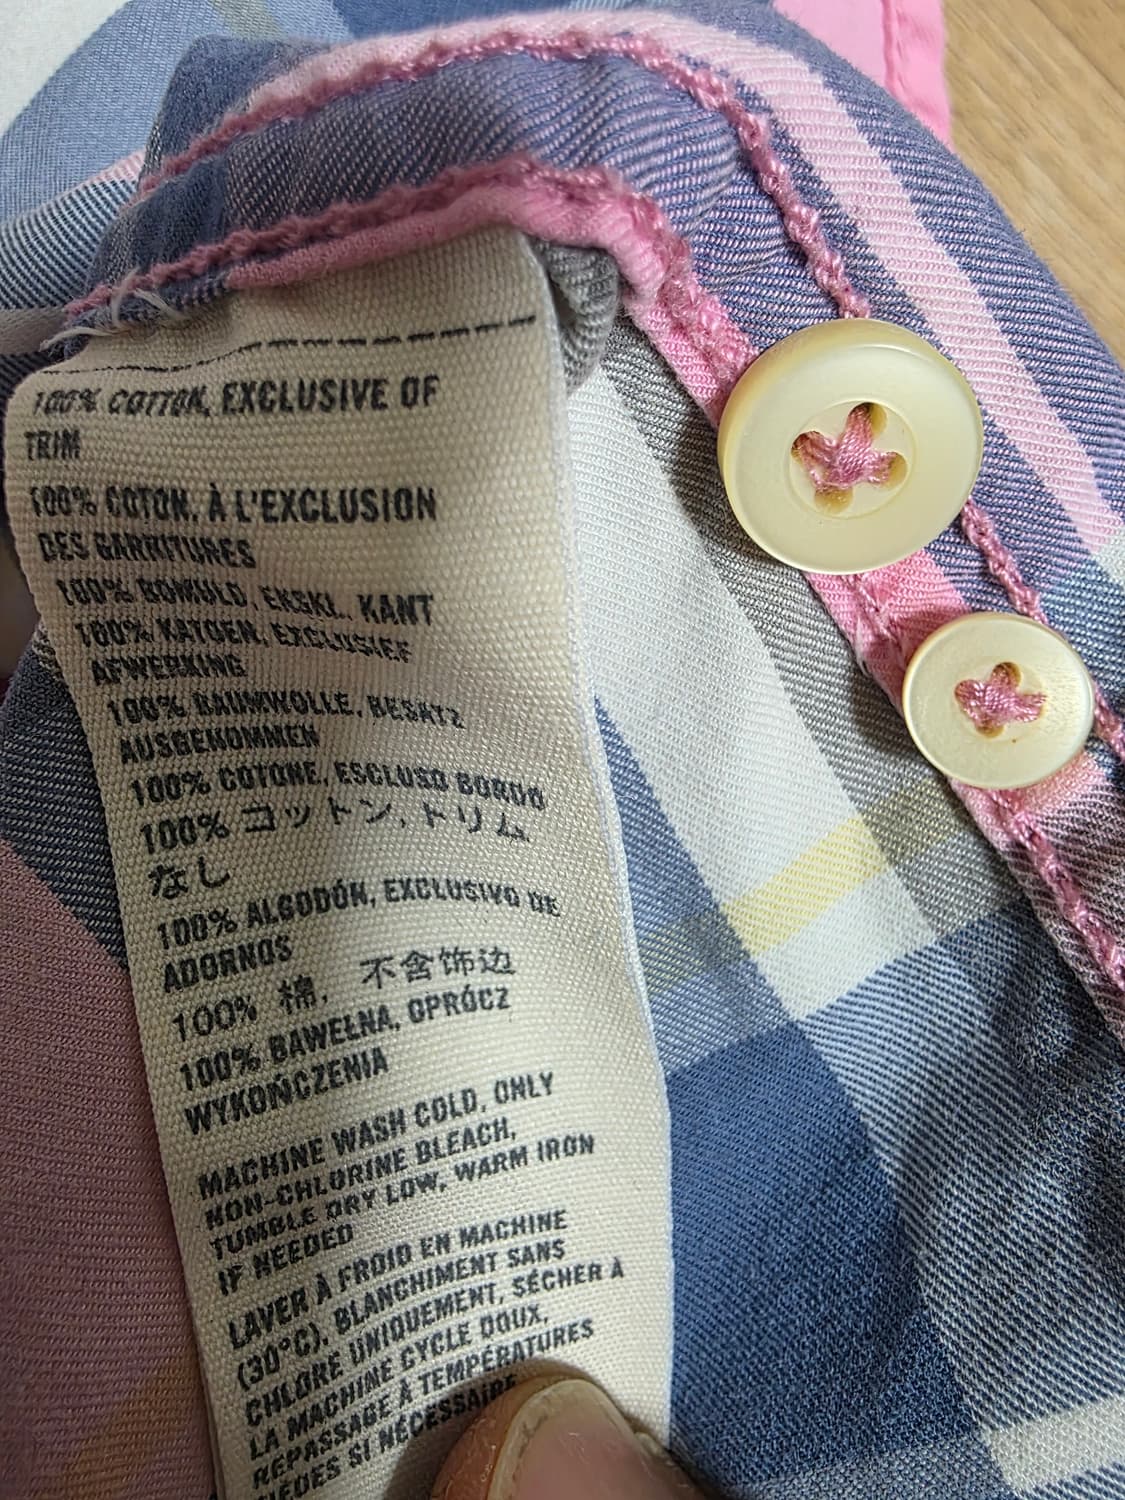 100% COTTON, EXCLUSIVE OF
TRIM
100% COTON, À L'EXCLUSION
DES GARNITURES
100% BOMULD, EKSKL. KANT
100% KATOEN, EXCLUSIEF
AFWERKING
100% BAUMWOLLE, BESATZ
AUSGENOMMEN
100% COTONE, ESCLUSO BORDO
100% コットン, トリム
なし
100% ALGODÓN, EXCLUSIVO DE
ADORNOS
100% 棉, 不含饰边
100% BAWEŁNA, OPRÓCZ
WYKOŃCZENIA
MACHINE WASH COLD, ONLY
NON-CHLORINE BLEACH,
TUMBLE DRY LOW, WARM IRON
IF NEEDED
LAVER À FROID EN MACHINE
(30°C). BLANCHIMENT SANS
CHLORE UNIQUEMENT, SÉCHER À
LA MACHINE CYCLE DOUX,
REPASSAGE À TEMPÉRATURES
TIÈDES SI NÉCESSAIRE